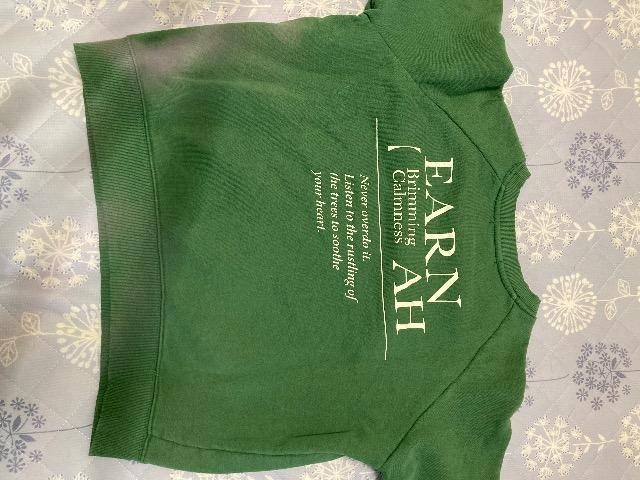 EARN
[ Brimming
Calmness AH
Never overdo it.
Listen to the rustling of
the trees to soothe
your heart.